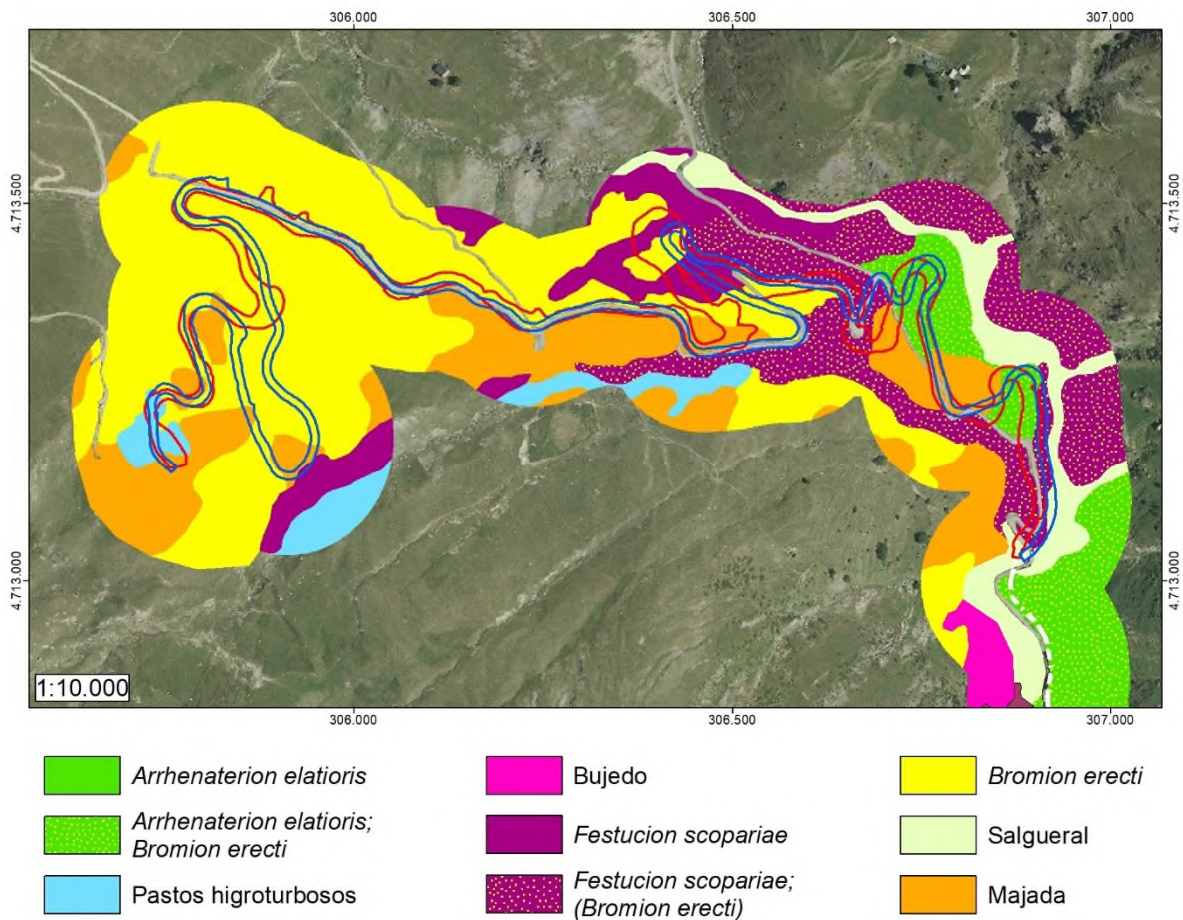 306.000 306.500 307.000
4.713.500 4.713.500
4.713.000 4.713.000
1:10.000
306.000 306.500 307.000
Arrhenaterion elatioris
Bujedo
Bromion erecti
Arrhenaterion elatioris;
Bromion erecti
Festucion scopariae
Salgueral
Pastos higroturbosos
Festucion scopariae;
(Bromion erecti)
Majada